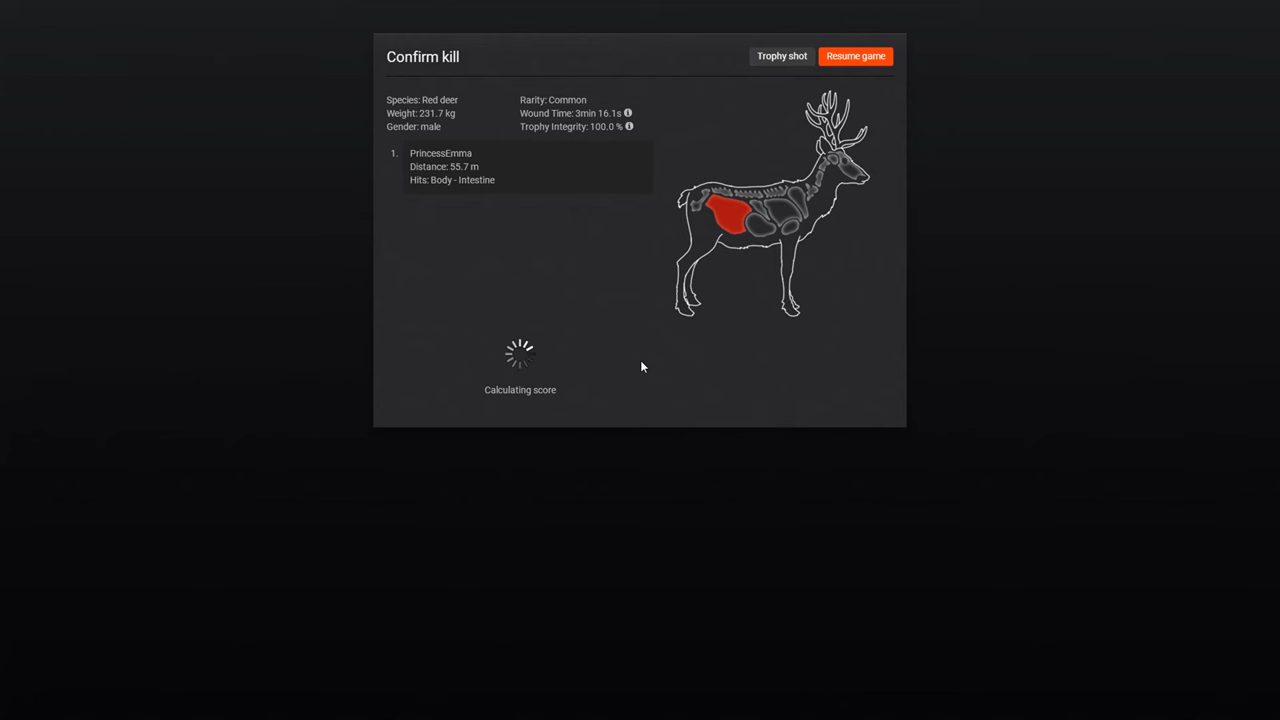 Confirm kill
Trophy shot
Resume game
Species: Red deer
Weight: 231.7 kg
Gender: male
Rarity: Common
Wound Time: 3min 16.1s
Trophy Integrity: 100.0 %
1.
PrincessEmma
Distance: 55.7 m
Hits: Body - Intestine
Calculating score